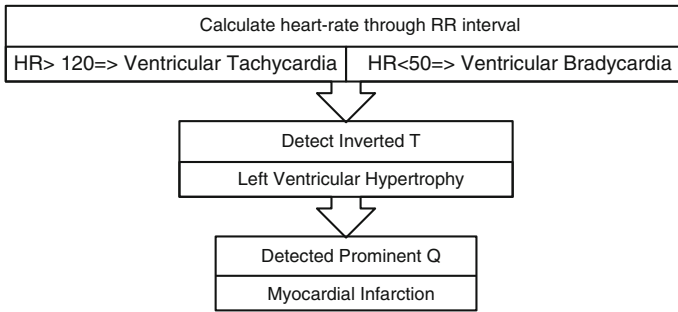 Calculate heart-rate through RR interval
HR> 120=> Ventricular Tachycardia
HR<50=> Ventricular Bradycardia
Detect Inverted T
Left Ventricular Hypertrophy
Detected Prominent Q
Myocardial Infarction